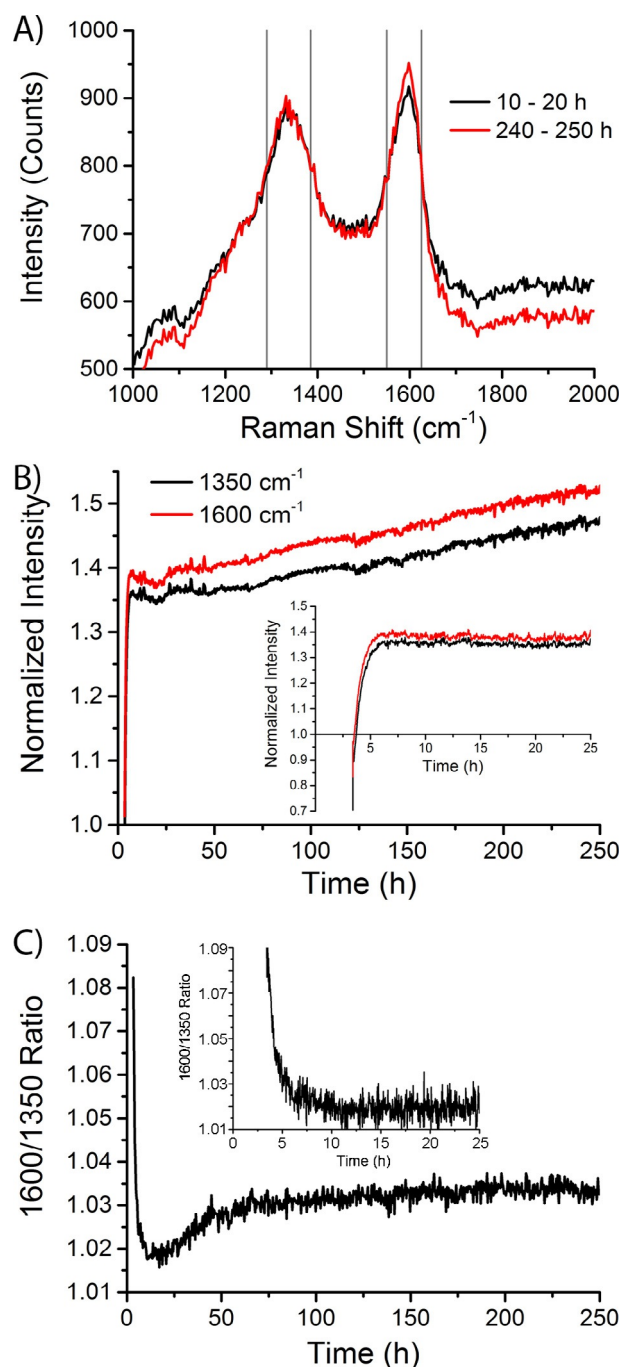 A)
1000
900
800
700
600
500
Intensity (Counts)
10 - 20 h
240 - 250 h
1000 1200 1400 1600 1800 2000
Raman Shift (cm⁻¹)
B)
1350 cm⁻¹
1600 cm⁻¹
1.5
1.4
1.3
1.2
1.1
1.0
Normalized Intensity
1.5
1.4
1.3
1.2
1.1
1.0
0.9
0.8
0.7
Normalized Intensity
5 10 15 20 25
Time (h)
0 50 100 150 200 250
Time (h)
C)
1.09
1.08
1.07
1.06
1.05
1.04
1.03
1.02
1.01
1600/1350 Ratio
1.09
1.07
1.05
1.03
1.01
1600/1350 Ratio
0 5 10 15 20 25
Time (h)
0 50 100 150 200 250
Time (h)